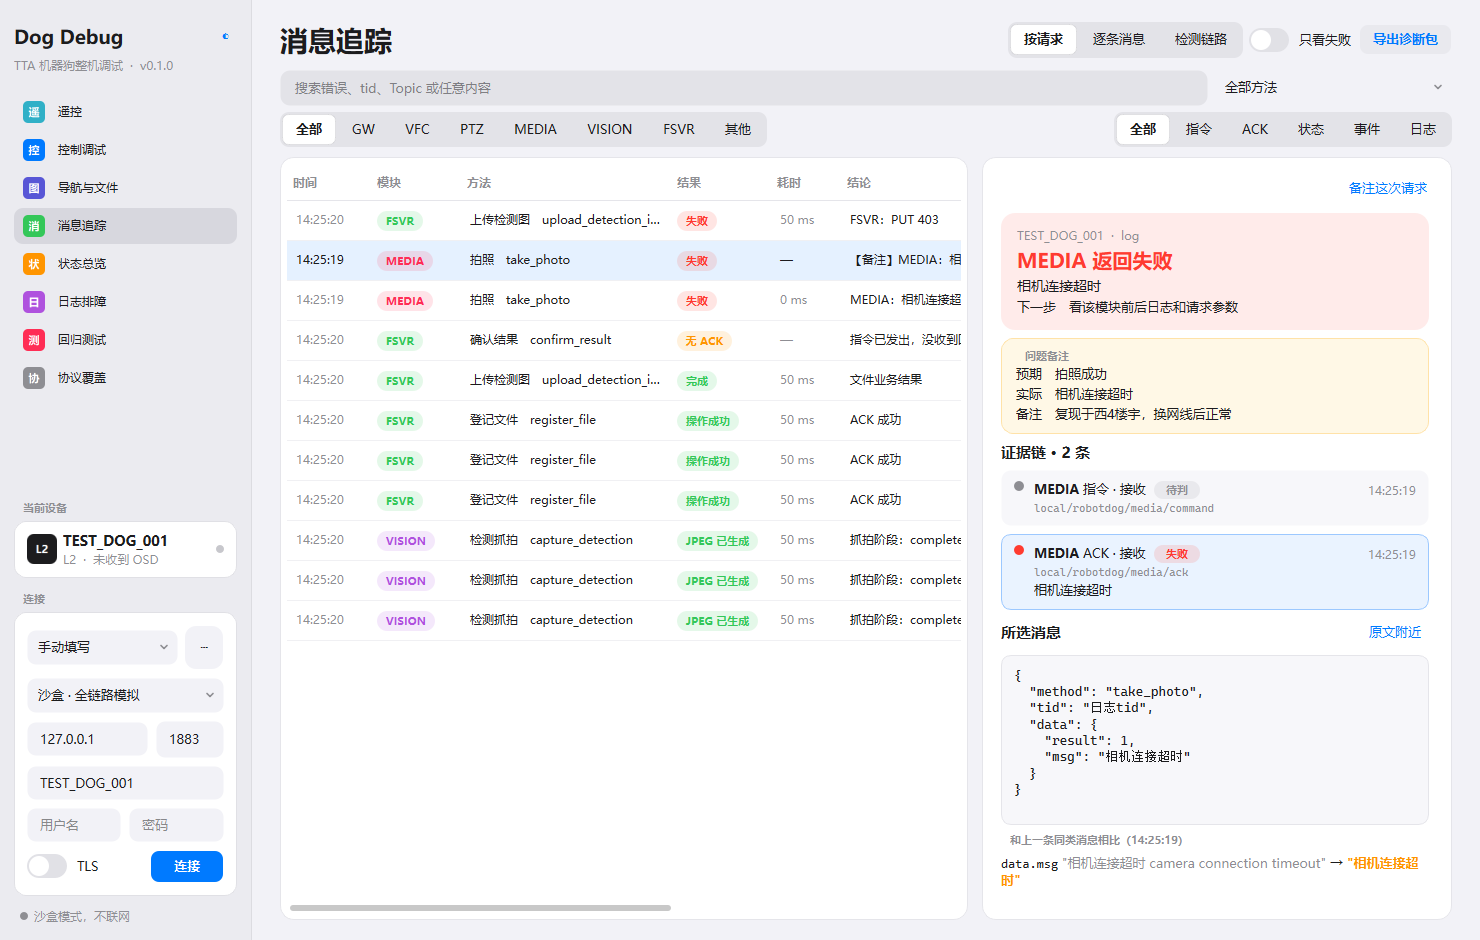 Dog Debug
TTA 机器狗整机调试 · v0.1.0
遥 遥控
控 控制调试
图 导航与文件
消 消息追踪
状 状态总览
日 日志排障
测 回归测试
协 协议覆盖
当前设备
L2 TEST_DOG_001
L2 · 未收到 OSD
连接
手动填写 ...
沙盒 · 全链路模拟
127.0.0.1 1883
TEST_DOG_001
用户名 密码
TLS 连接
沙盒模式，不联网
消息追踪
按请求 逐条消息 检测链路 只看失败 导出诊断包
搜索错误、tid、Topic 或任意内容 全部方法
全部 GW VFC PTZ MEDIA VISION FSVR 其他
全部 指令 ACK 状态 事件 日志
时间 模块 方法 结果 耗时 结论
14:25:20 FSVR 上传检测图 upload_detection_i... 失败 50 ms FSVR：PUT 403
14:25:19 MEDIA 拍照 take_photo 失败 — 【备注】MEDIA：相
14:25:19 MEDIA 拍照 take_photo 失败 0 ms MEDIA：相机连接超
14:25:20 FSVR 确认结果 confirm_result 无 ACK — 指令已发出，没收到
14:25:20 FSVR 上传检测图 upload_detection_i... 完成 50 ms 文件业务结果
14:25:20 FSVR 登记文件 register_file 操作成功 50 ms ACK 成功
14:25:20 FSVR 登记文件 register_file 操作成功 50 ms ACK 成功
14:25:20 FSVR 登记文件 register_file 操作成功 50 ms ACK 成功
14:25:20 VISION 检测抓拍 capture_detection JPEG 已生成 50 ms 抓拍阶段：complete
14:25:20 VISION 检测抓拍 capture_detection JPEG 已生成 50 ms 抓拍阶段：complete
14:25:20 VISION 检测抓拍 capture_detection JPEG 已生成 50 ms 抓拍阶段：complete
备注这次请求
TEST_DOG_001 · log
MEDIA 返回失败
相机连接超时
下一步 看该模块前后日志和请求参数
问题备注
预期 拍照成功
实际 相机连接超时
备注 复现于西4楼宇，换网线后正常
证据链 • 2 条
MEDIA 指令 · 接收 待判 14:25:19
local/robotdog/media/command
MEDIA ACK · 接收 失败 14:25:19
local/robotdog/media/ack
相机连接超时
所选消息 原文附近
{
"method": "take_photo",
"tid": "日志tid",
"data": {
"result": 1,
"msg": "相机连接超时"
}
}
和上一条同类消息相比（14:25:19）
data.msg "相机连接超时 camera connection timeout" → "相机连接超
时"